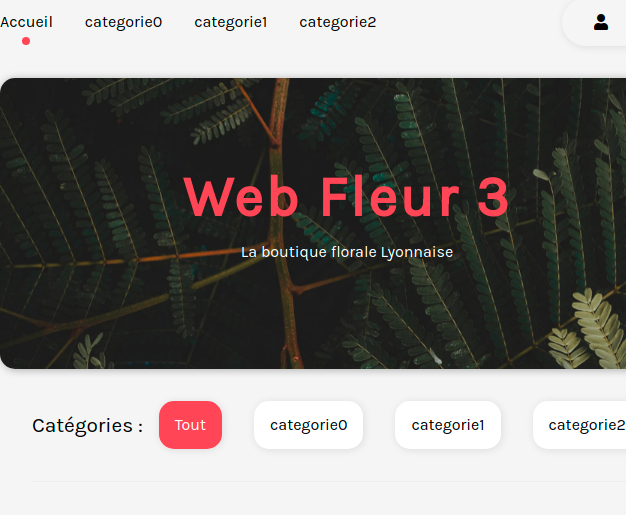 Accueil categorie0 categorie1 categorie2
Web Fleur 3
La boutique florale Lyonnaise
Catégories : Tout categorie0 categorie1 categorie2